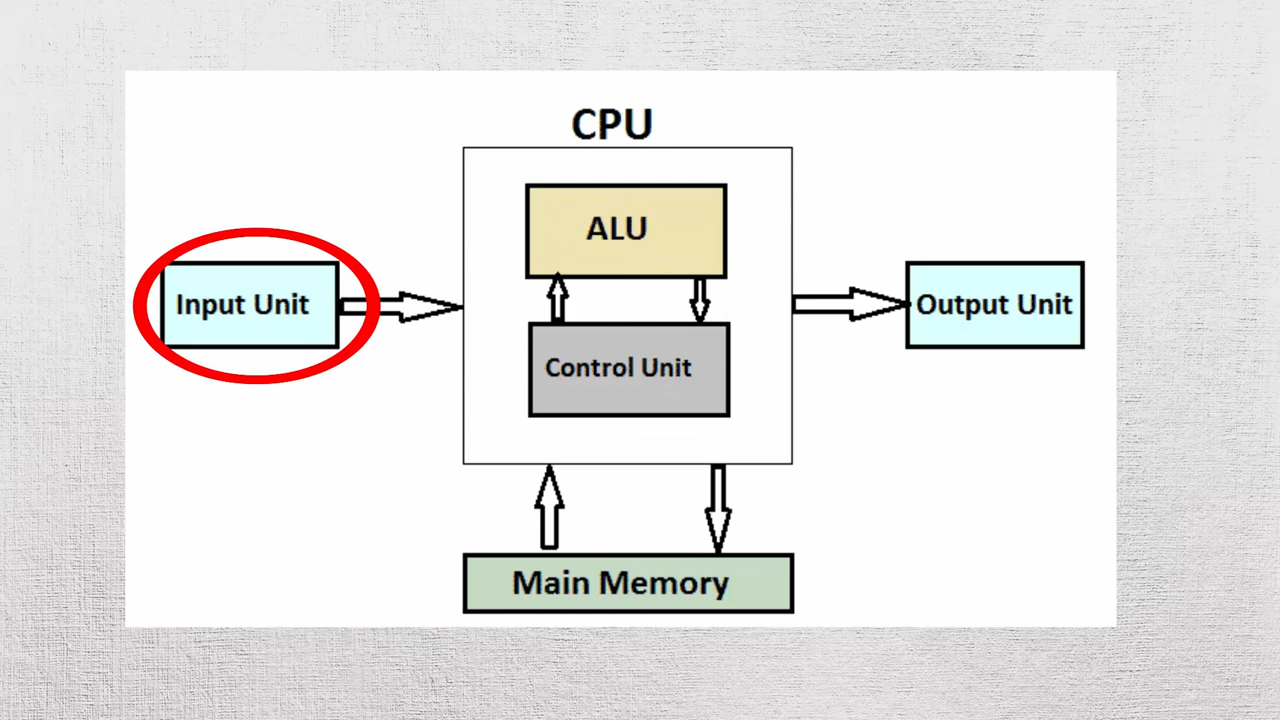 CPU
ALU
Input Unit
Output Unit
Control Unit
Main Memory